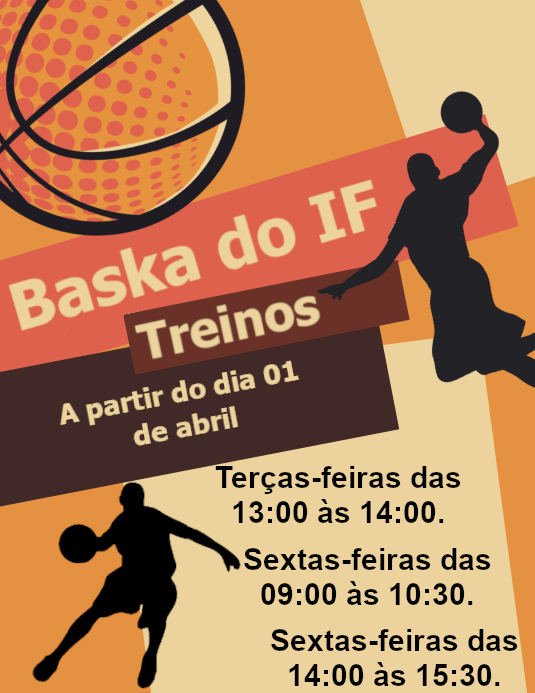 Baska do IF
Treinos
A partir do dia 01
de abril
Terças-feiras das
13:00 às 14:00.
Sextas-feiras das
09:00 às 10:30.
Sextas-feiras das
14:00 às 15:30.